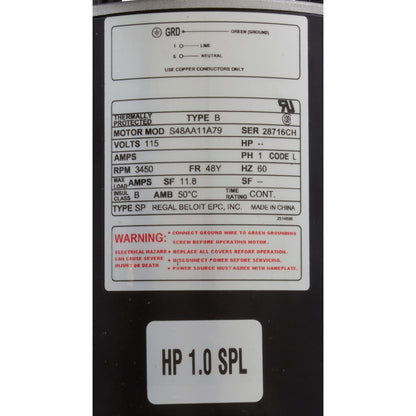 GRD GREEN (GROUND)
1 LINE
5 NEUTRAL
USE COPPER CONDUCTORS ONLY
THERMALLY PROTECTED TYPE B
MOTOR MOD S48AA11A79 SER 28716CH
VOLTS 115 HP --
AMPS PH 1 CODE L
RPM 3450 FR 48Y HZ 60
MAX LOAD AMPS SF 11.8 SF --
INSUL CLASS B AMB 50°C TIME RATING CONT.
TYPE SP REGAL BELOIT EPC, INC. MADE IN CHINA
WARNING:
ELECTRICAL HAZARD
CAN CAUSE SEVERE
INJURY OR DEATH
• CONNECT GROUND WIRE TO GREEN GROUNDING
SCREW BEFORE OPERATING MOTOR.
• REPLACE ALL COVERS BEFORE OPERATION.
• DISCONNECT POWER BEFORE SERVICING.
• POWER SOURCE MUST AGREE WITH NAMEPLATE.
HP 1.0 SPL